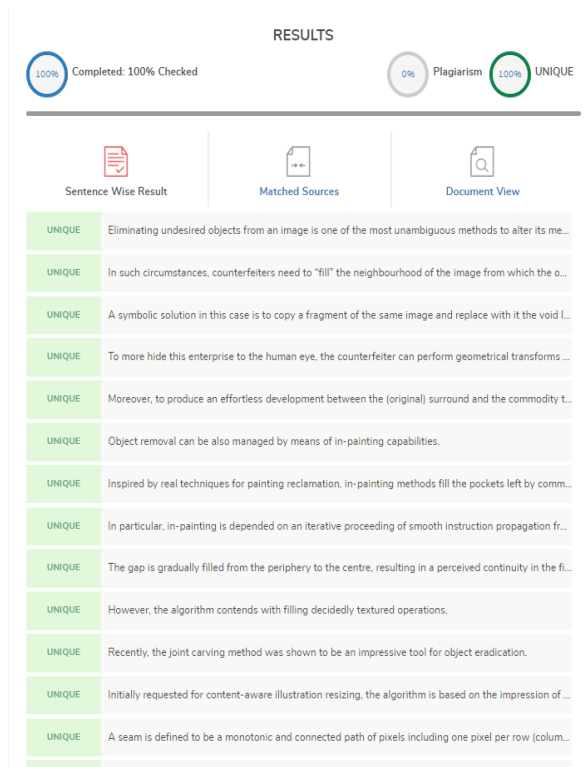 RESULTS
100% Completed: 100% Checked 0% Plagiarism 100% UNIQUE
Sentence Wise Result Matched Sources Document View
UNIQUE Eliminating undesired objects from an image is one of the most unambiguous methods to alter its me...
UNIQUE In such circumstances, counterfeiters need to “fill” the neighbourhood of the image from which the o...
UNIQUE A symbolic solution in this case is to copy a fragment of the same image and replace with it the void l...
UNIQUE To more hide this enterprise to the human eye, the counterfeiter can perform geometrical transforms ...
UNIQUE Moreover, to produce an effortless development between the (original) surround and the commodity t...
UNIQUE Object removal can be also managed by means of in-painting capabilities.
UNIQUE Inspired by real techniques for painting reclamation, in-painting methods fill the pockets left by comm...
UNIQUE In particular, in-painting is depended on an iterative proceeding of smooth instruction propagation fr...
UNIQUE The gap is gradually filled from the periphery to the centre, resulting in a perceived continuity in the fi...
UNIQUE However, the algorithm contends with filling decidedly textured operations.
UNIQUE Recently, the joint carving method was shown to be an impressive tool for object eradication.
UNIQUE Initially requested for content-aware illustration resizing, the algorithm is based on the impression of ...
UNIQUE A seam is defined to be a monotonic and connected path of pixels including one pixel per row (colum...